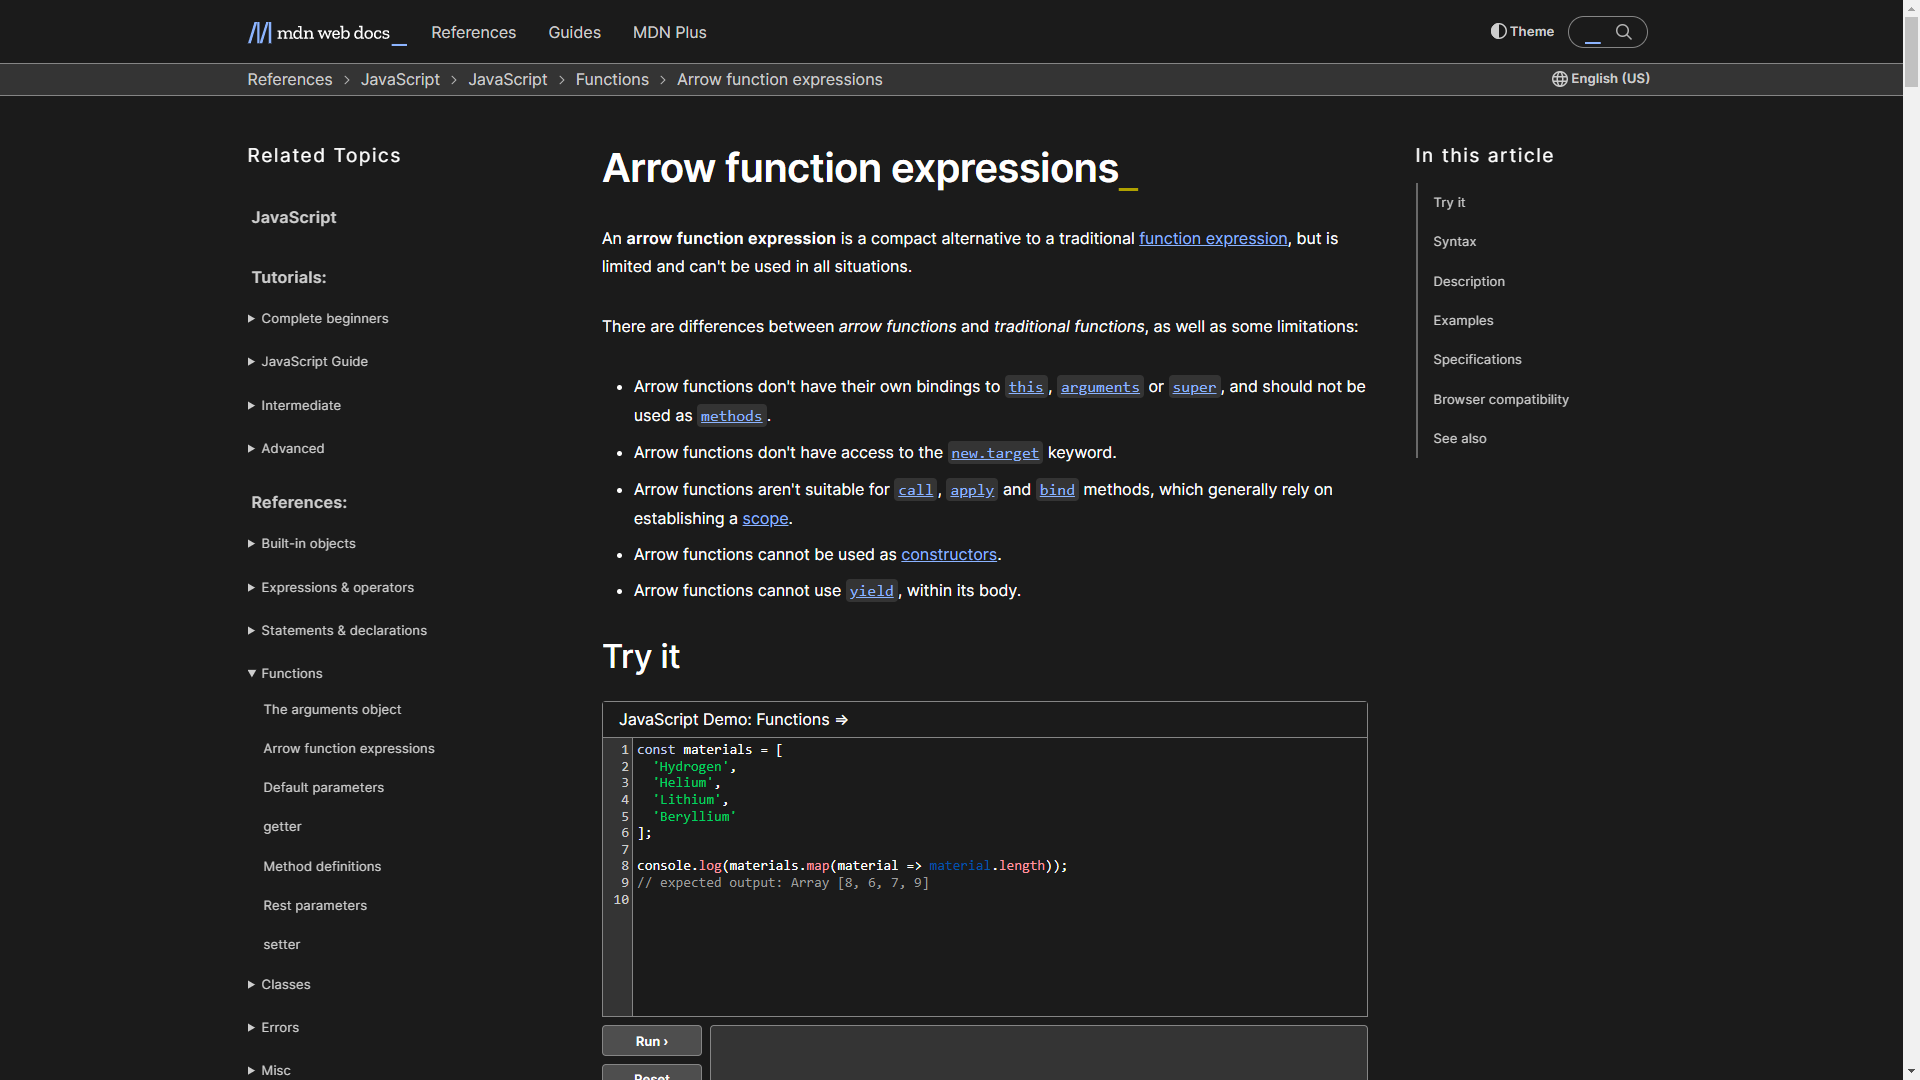 mdn web docs_
References
Guides
MDN Plus
Theme
References > JavaScript > JavaScript > Functions > Arrow function expressions
English (US)
Related Topics
JavaScript
Tutorials:
Complete beginners
JavaScript Guide
Intermediate
Advanced
References:
Built-in objects
Expressions & operators
Statements & declarations
Functions
The arguments object
Arrow function expressions
Default parameters
getter
Method definitions
Rest parameters
setter
Classes
Errors
Misc
Arrow function expressions_
An arrow function expression is a compact alternative to a traditional function expression, but is
limited and can't be used in all situations.
There are differences between arrow functions and traditional functions, as well as some limitations:
• Arrow functions don't have their own bindings to this, arguments or super, and should not be
used as methods.
• Arrow functions don't have access to the new.target keyword.
• Arrow functions aren't suitable for call, apply and bind methods, which generally rely on
establishing a scope.
• Arrow functions cannot be used as constructors.
• Arrow functions cannot use yield, within its body.
Try it
JavaScript Demo: Functions =>
1 const materials = [
2   'Hydrogen',
3   'Helium',
4   'Lithium',
5   'Beryllium'
6 ];
7
8 console.log(materials.map(material => material.length));
9 // expected output: Array [8, 6, 7, 9]
10
Run ›
Reset
In this article
Try it
Syntax
Description
Examples
Specifications
Browser compatibility
See also